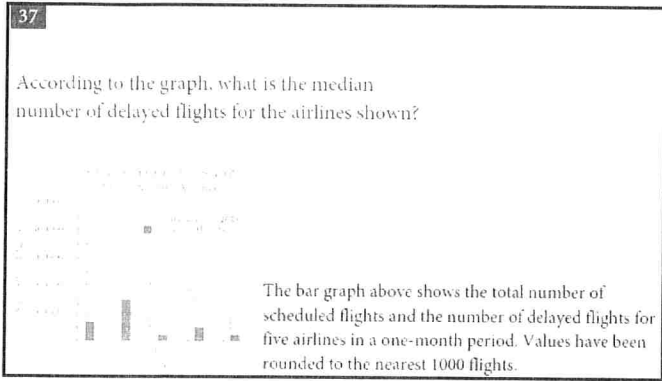 37
According to the graph, what is the median
number of delayed flights for the airlines shown?
The bar graph above shows the total number of
scheduled flights and the number of delayed flights for
five airlines in a one-month period. Values have been
rounded to the nearest 1000 flights.